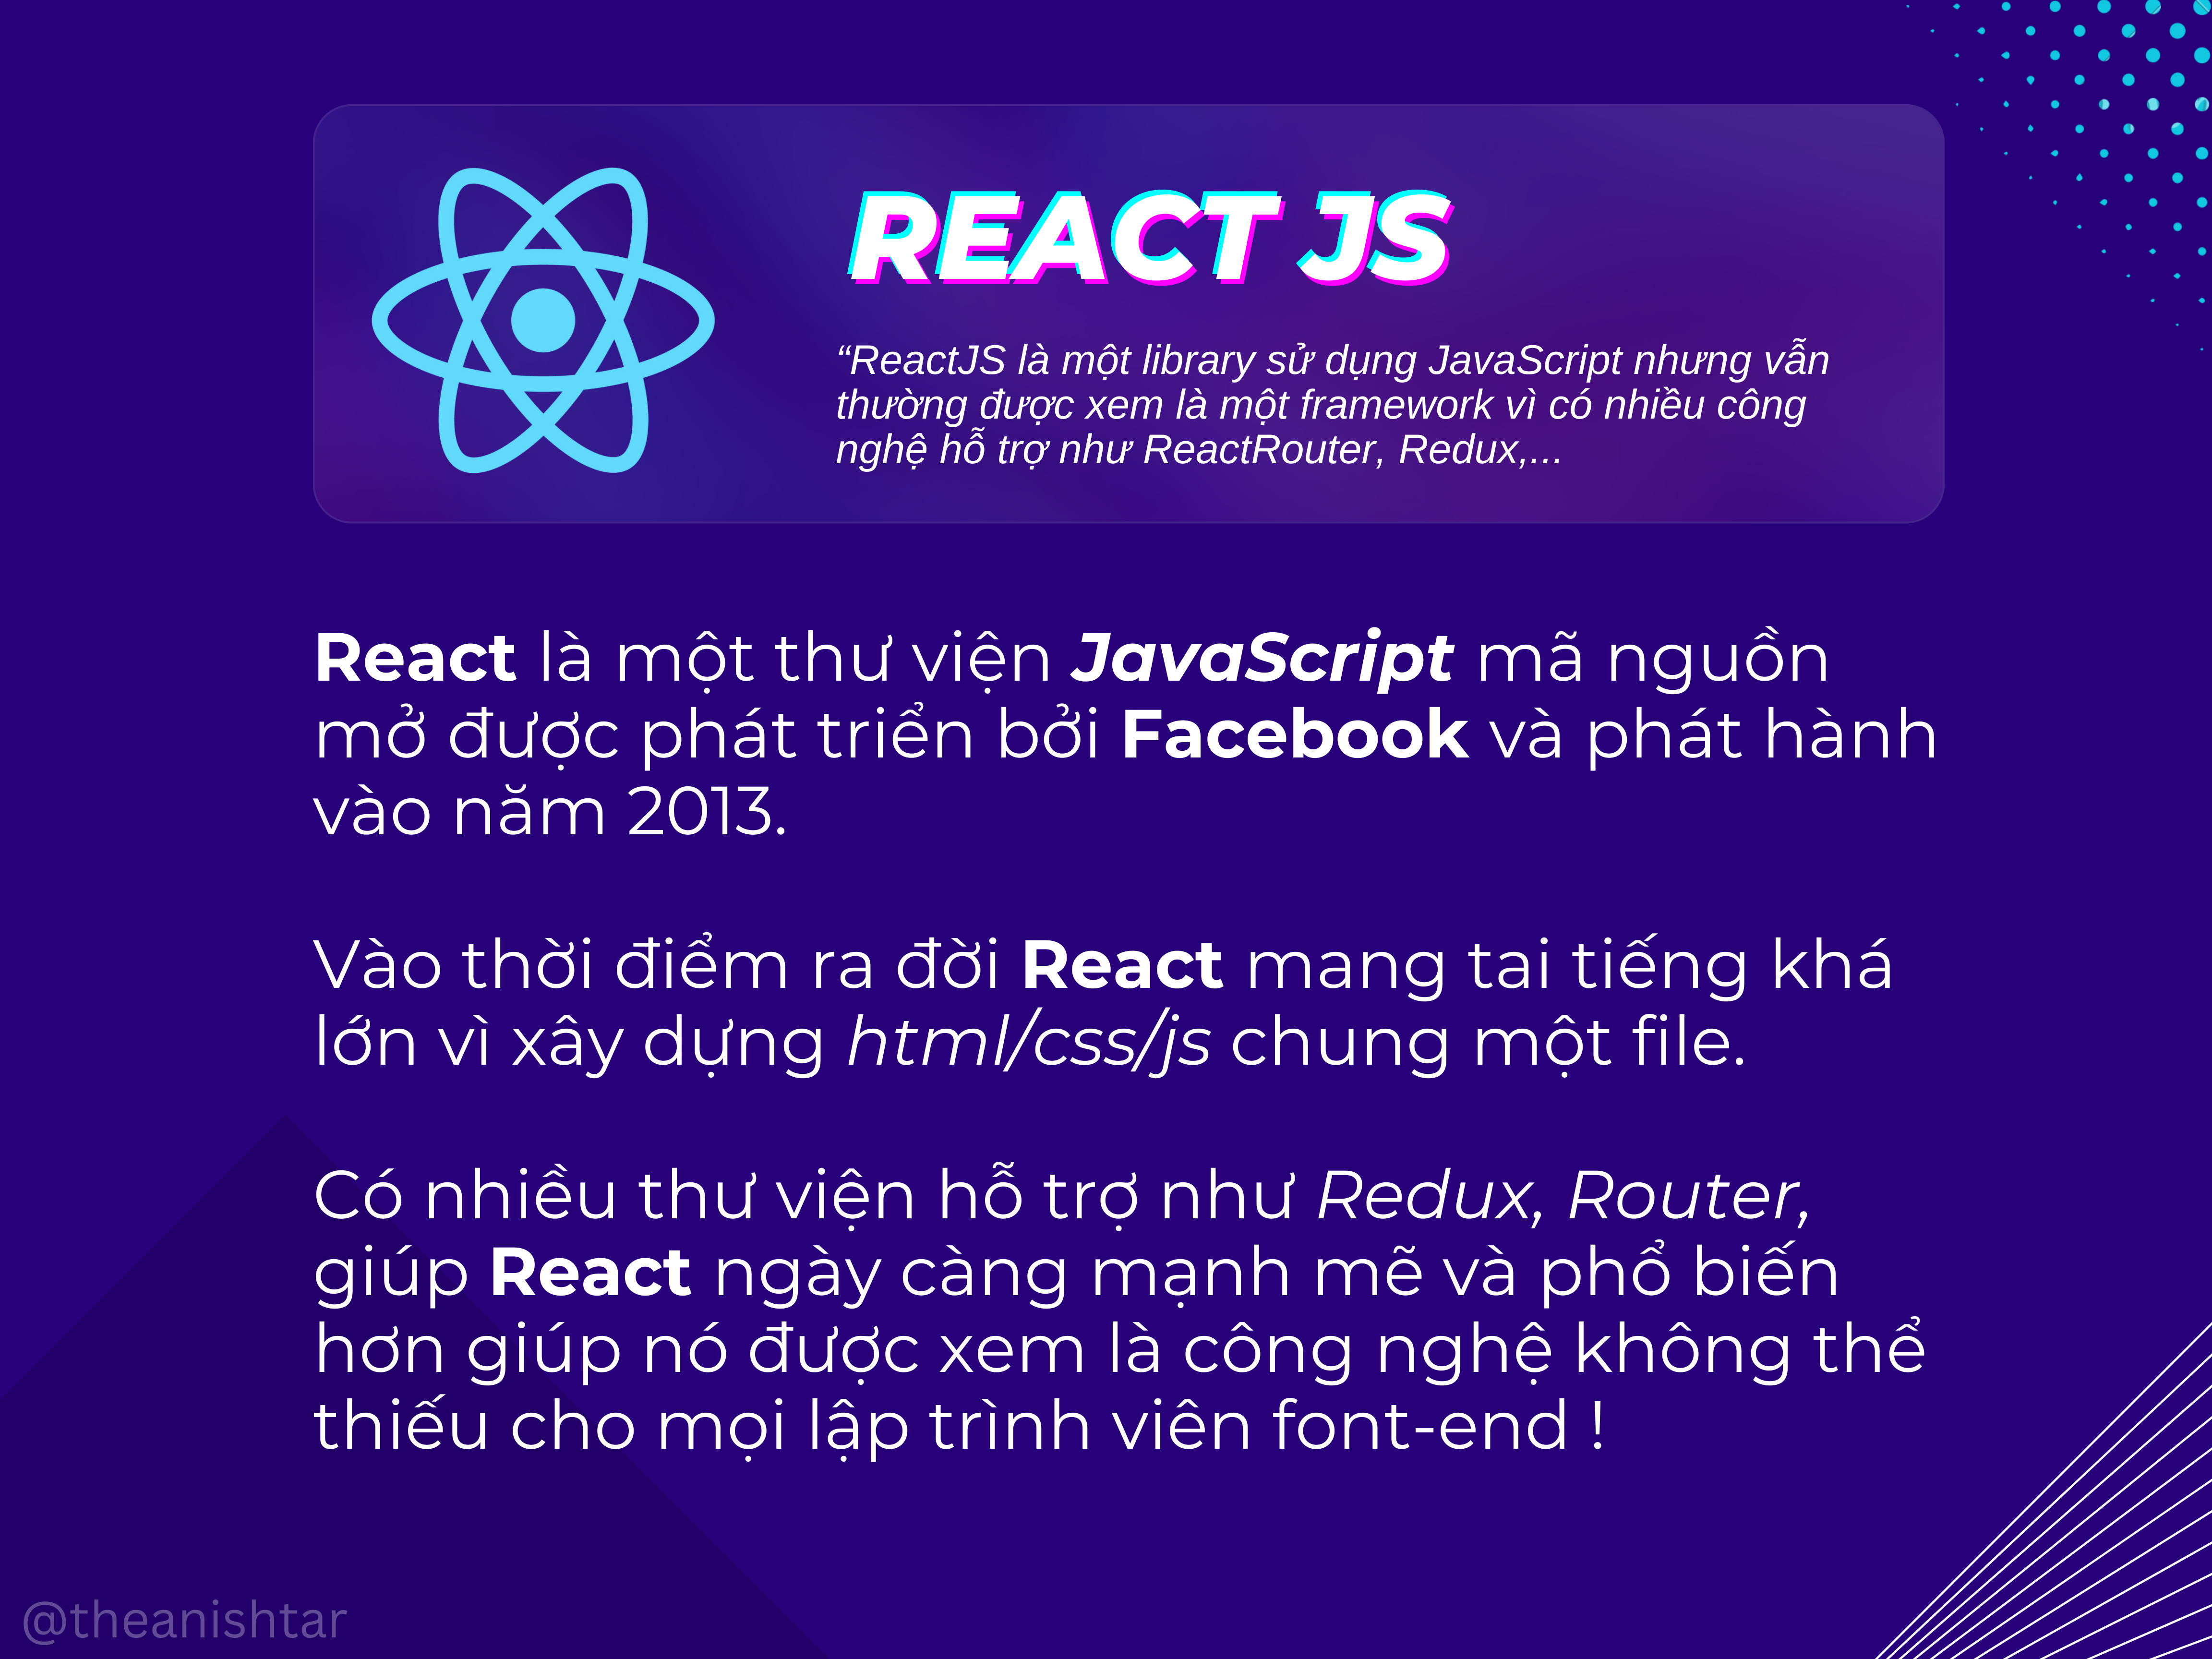 REACT JS
“ReactJS là một library sử dụng JavaScript nhưng vẫn
thường được xem là một framework vì có nhiều công
nghệ hỗ trợ như ReactRouter, Redux,...
React là một thư viện JavaScript mã nguồn
mở được phát triển bởi Facebook và phát hành
vào năm 2013.
Vào thời điểm ra đời React mang tai tiếng khá
lớn vì xây dựng html/css/js chung một file.
Có nhiều thư viện hỗ trợ như Redux, Router,
giúp React ngày càng mạnh mẽ và phổ biến
hơn giúp nó được xem là công nghệ không thể
thiếu cho mọi lập trình viên font-end !
@theanishtar